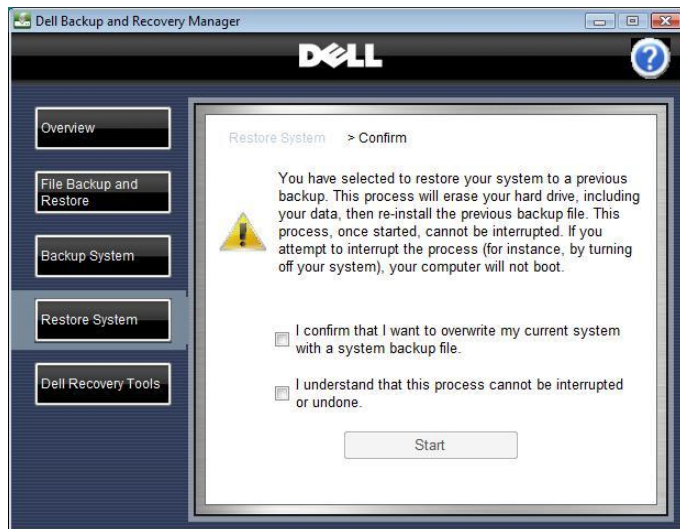 Dell Backup and Recovery Manager
DELL
?
Overview
File Backup and
Restore
Backup System
Restore System
Dell Recovery Tools
Restore System > Confirm
You have selected to restore your system to a previous
backup. This process will erase your hard drive, including
your data, then re-install the previous backup file. This
process, once started, cannot be interrupted. If you
attempt to interrupt the process (for instance, by turning
off your system), your computer will not boot.
I confirm that I want to overwrite my current system
with a system backup file.
I understand that this process cannot be interrupted
or undone.
Start